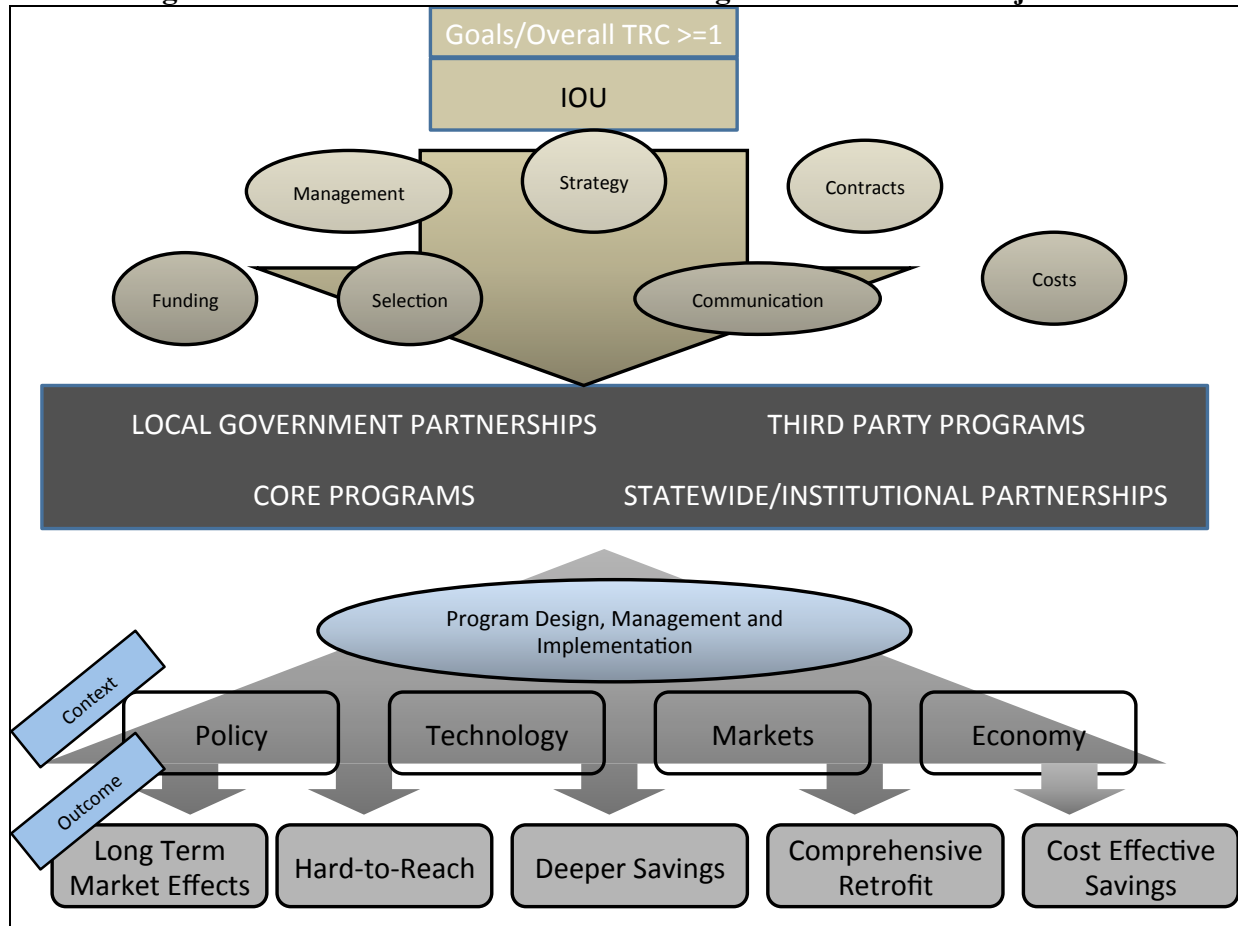 Goals/Overall TRC >=1
IOU
Management
Strategy
Contracts
Funding
Selection
Communication
Costs
LOCAL GOVERNMENT PARTNERSHIPS
THIRD PARTY PROGRAMS
CORE PROGRAMS
STATEWIDE/INSTITUTIONAL PARTNERSHIPS
Program Design, Management and
Implementation
Context
Policy
Technology
Markets
Economy
Outcome
Long Term
Market Effects
Hard-to-Reach
Deeper Savings
Comprehensive
Retrofit
Cost Effective
Savings